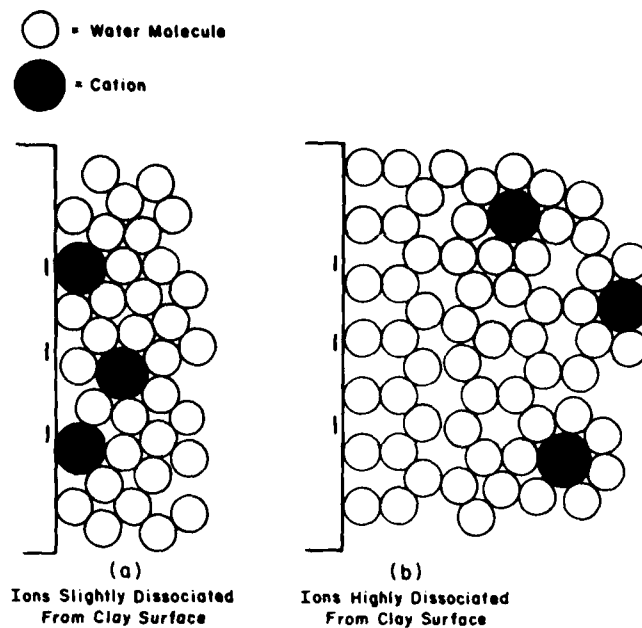 = Water Molecule
= Cation
(a)
Ions Slightly Dissociated
From Clay Surface
(b)
Ions Highly Dissociated
From Clay Surface